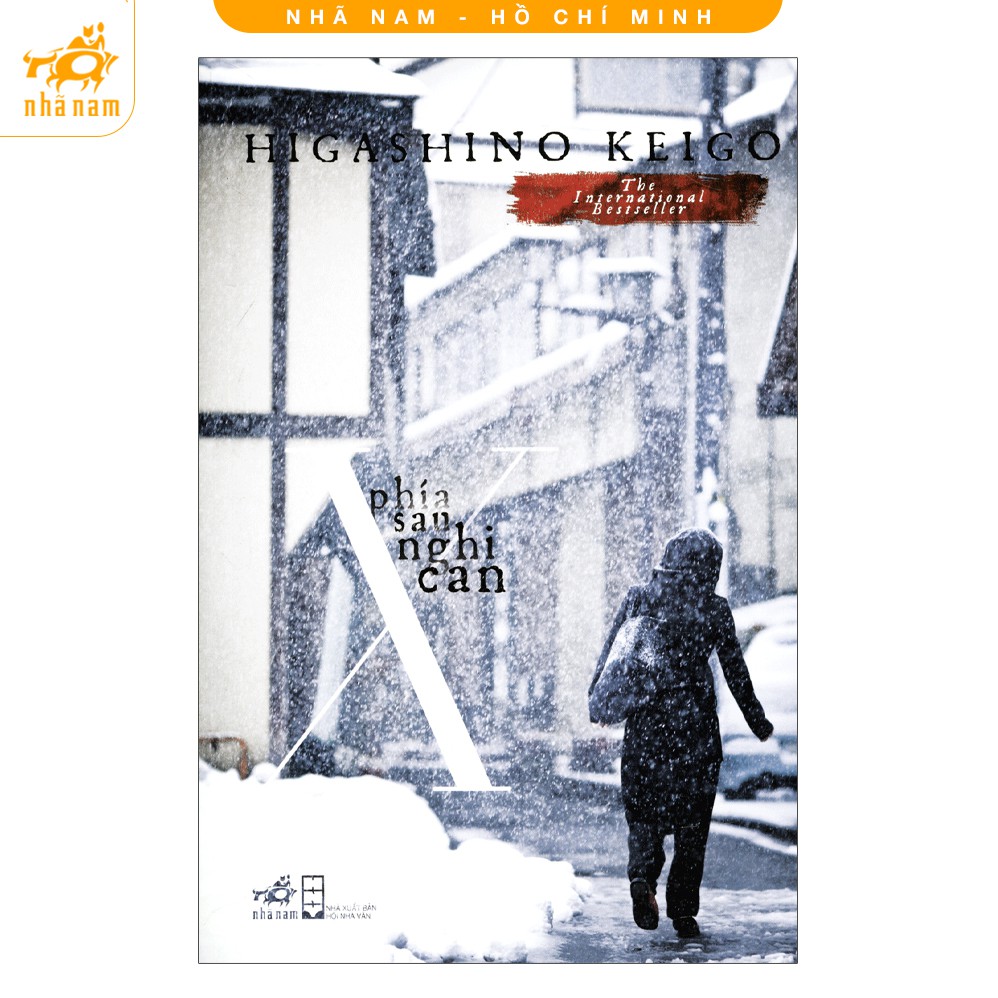 NHÃ NAM - HỒ CHÍ MINH
nhã nam
HIGASHINO KEIGO
The
International
Bestseller
X
phía
sau
nghi
can
nhã nam
NHÀ XUẤT BẢN
HỘI NHÀ VĂN